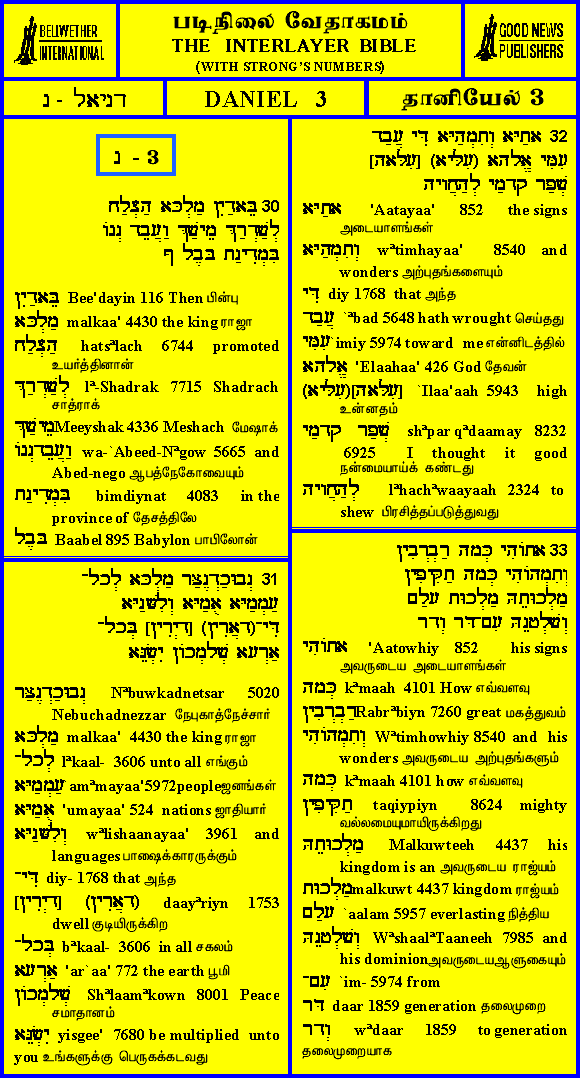 BELLWETHER
INTERNATIONAL
படிநிலை வேதாகமம்
THE INTERLAYER BIBLE
(WITH STRONG'S NUMBERS)
GOOD NEWS
PUBLISHERS
דניאל - נ
DANIEL 3
தானியேல் 3
3 - נ
30 בֵּאדַיִן מַלְכָּא הַצְלַח
לְשַׁדְרַךְ מֵישַׁךְ וַעֲבֵד נְגוֹ
בִּמְדִינַת בָּבֶל ף
בֵּאדַיִן Bee'dayin 116 Then பின்பு
מַלְכָּא malkaa' 4430 the king ராஜா
הַצְלַח hatsᵊlach 6744 promoted
உயர்த்தினான்
לְשַׁדְרַךְ lᵊ-Shadrak 7715 Shadrach
சாத்ராக்
מֵישַׁךְ Meeyshak 4336 Meshach மேஷாக்
וַעֲבֵדנְגוֹ wa-`Abeed-Nᵊgow 5665 and
Abed-nego ஆபத்நேகோவையும்
בִּמְדִינַת bimdiynat 4083 in the
province of தேசத்திலே
בָּבֶל Baabel 895 Babylon பாபிலோன்
31 נְבוּכַדְנֶצַּר מַלְכָּא לְכָל־
עַמְמַיָּא אֻמַיָּא וְלִשָּׁנַיָּא
דִּי־(דָאֲרִין) [דָיְרִין] בְּכָל־
אַרְעָא שְׁלָמְכוֹן יִשְׂגֵּא
נְבוּכַדְנֶצַּר Nᵊbuwkadnetsar 5020
Nebuchadnezzar நேபுகாத்நேச்சார்
מַלְכָּא malkaa' 4430 the king ராஜா
לְכָל־ lᵊkaal- 3606 unto all எங்கும்
עַמְמַיָּא amᵊmayaa'5972people ஜனங்கள்
אֻמַיָּא 'umayaa' 524 nations ஜாதியார்
וְלִשָּׁנַיָּא wᵊlishaanayaa' 3961 and
languages பாஷைக்காரருக்கும்
דִּי־ diy- 1768 that அந்த
[דָיְרִין] (דָאֲרִין) daayᵊriyn 1753
dwell குடியிருக்கிற
בְּכָל־ bᵊkaal- 3606 in all சகலம்
אַרְעָא 'ar`aa' 772 the earth பூமி
שְׁלָמְכוֹן Shᵊlaamᵊkown 8001 Peace
சமாதானம்
יִשְׂגֵּא yisgee' 7680 be multiplied unto
you உங்களுக்கு பெருகக்கடவது
32 אָתַיָּא וְתִמְהַיָּא דִּי עֲבַד
עִמִּי אֱלָהָא (עִלָּיָא) [עִלָּאָה]
שְׁפַר קָדָמַי לְהַחֲוָיָה
אָתַיָּא 'Aatayaa' 852 the signs
அடையாளங்கள்
וְתִמְהַיָּא wᵊtimhayaa' 8540 and
wonders அற்புதங்களையும்
דִּי diy 1768 that அந்த
עֲבַד `ᵃbad 5648 hath wrought செய்தது
עִמִּי `imiy 5974 toward me என்னிடத்தில்
אֱלָהָא 'Elaahaa' 426 God தேவன்
(עִלָּיָא)[עִלָּאָה] `Ilaa'aah 5943 high
உன்னதம்
שְׁפַר קָדָמַי shᵊpar qᵃdaamay 8232
6925 I thought it good
நன்மையாய்க் கண்டது
לְהַחֲוָיָה lᵊhachᵃwaayaah 2324 to
shew பிரசித்தப்படுத்துவது
33 אָתוֹהִי כְּמָה רַבְרְבִין
וְתִמְהוֹהִי כְּמָה תַקִּיפִין
מַלְכוּתֵהּ מַלְכוּת עָלַם
וְשָׁלְטָנֵהּ עִם־דָּר וְדָר
אָתוֹהִי 'Aatowhiy 852 his signs
அவருடைய அடையாளங்கள்
כְּמָה kᵊmaah 4101 How எவ்வளவு
רַבְרְבִין Rabrᵊbiyn 7260 great மகத்துவம்
וְתִמְהוֹהִי Wᵊtimhowhiy 8540 and his
wonders அவருடைய அற்புதங்களும்
כְּמָה kᵊmaah 4101 how எவ்வளவு
תַקִּיפִין taqiypiyn 8624 mighty
வல்லமையுமாயிருக்கிறது
מַלְכוּתֵהּ Malkuwteeh 4437 his
kingdom is an அவருடைய ராஜ்யம்
מַלְכוּת malkuwt 4437 kingdom ராஜ்யம்
עָלַם `aalam 5957 everlasting நித்திய
וְשָׁלְטָנֵהּ WᵊshaalᵊTaaneeh 7985 and
his dominion அவருடையஆளுகையும்
עִם־ `im- 5974 from
דָּר daar 1859 generation தலைமுறை
וְדָר wᵊdaar 1859 to generation
தலைமுறையாக